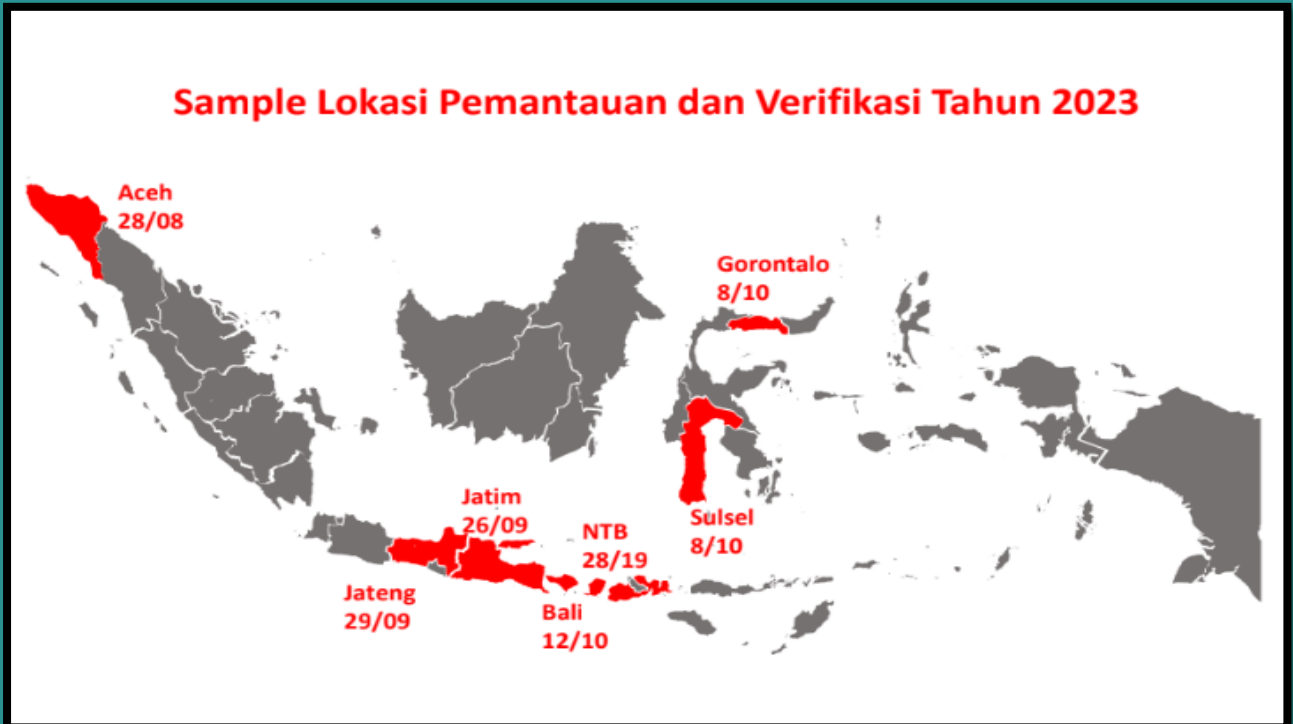 Sample Lokasi Pemantauan dan Verifikasi Tahun 2023
Aceh
28/08
Gorontalo
8/10
Jatim
26/09
NTB
28/19
Sulsel
8/10
Jateng
29/09
Bali
12/10